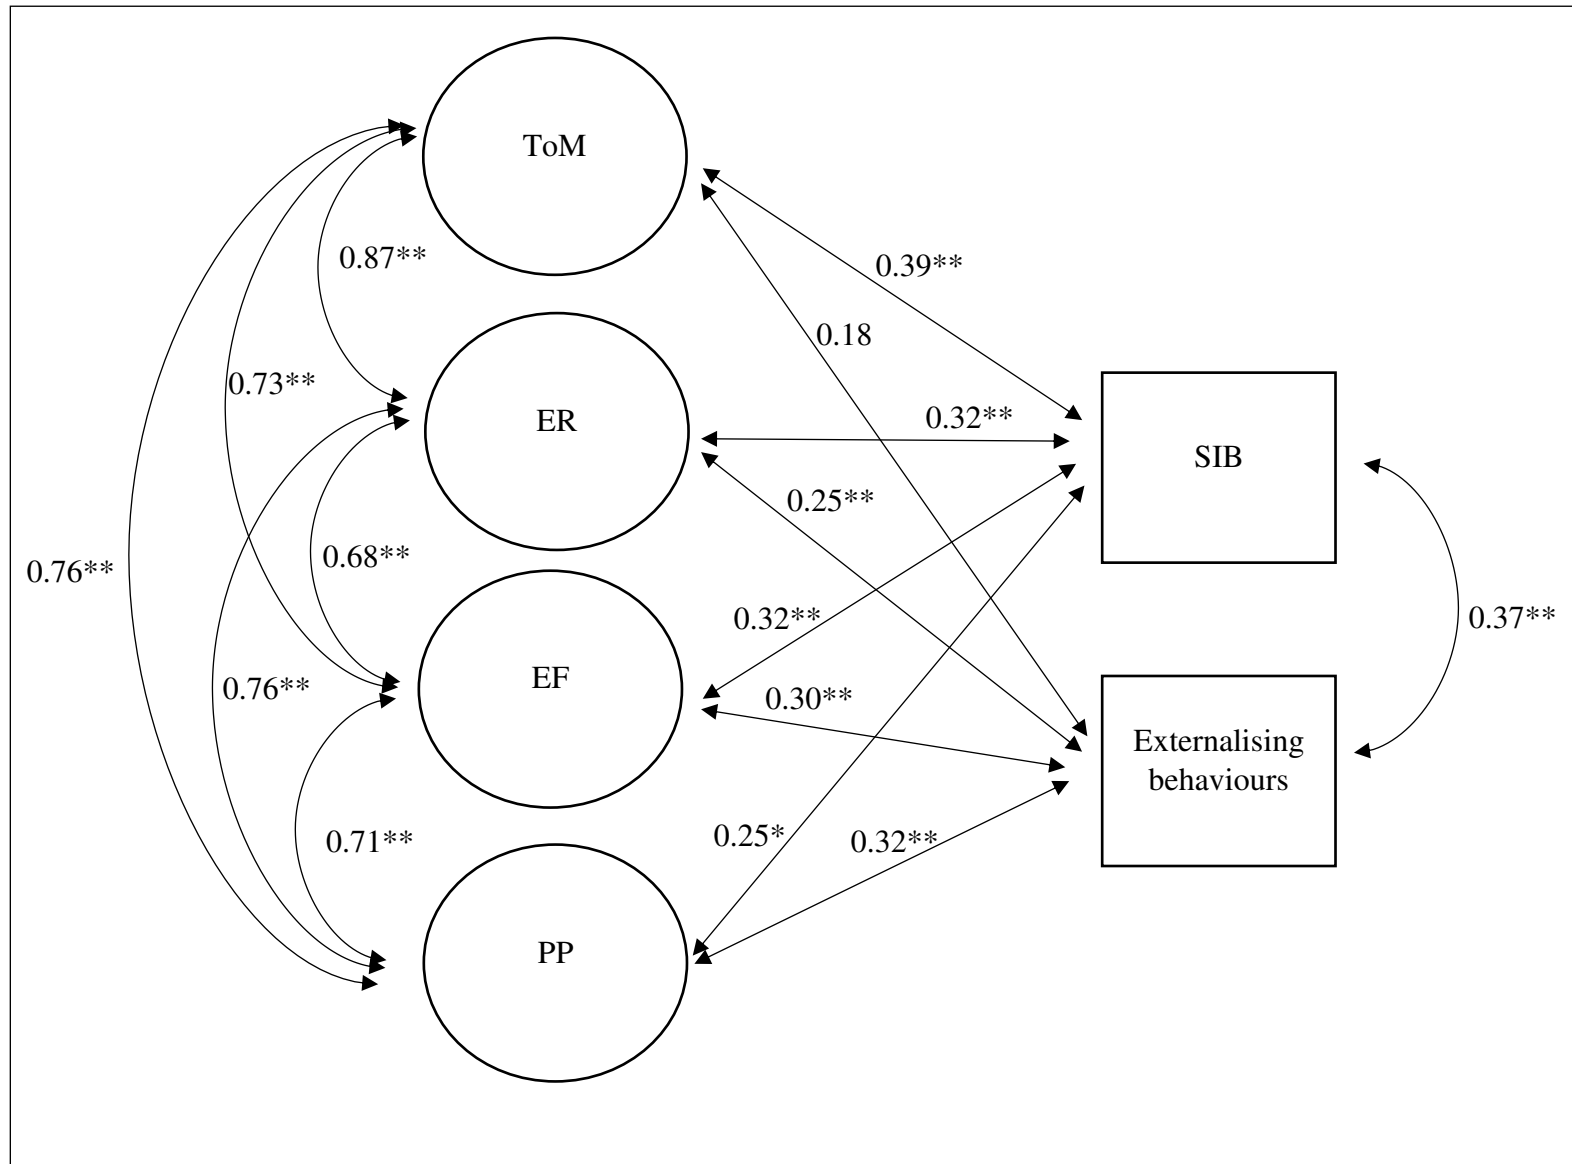 ToM
0.87**
0.39**
0.18
0.73**
ER
0.32**
SIB
0.25**
0.68**
0.76**
0.32**
0.37**
EF
0.76**
0.30**
Externalising
behaviours
0.71**
0.25*
0.32**
PP